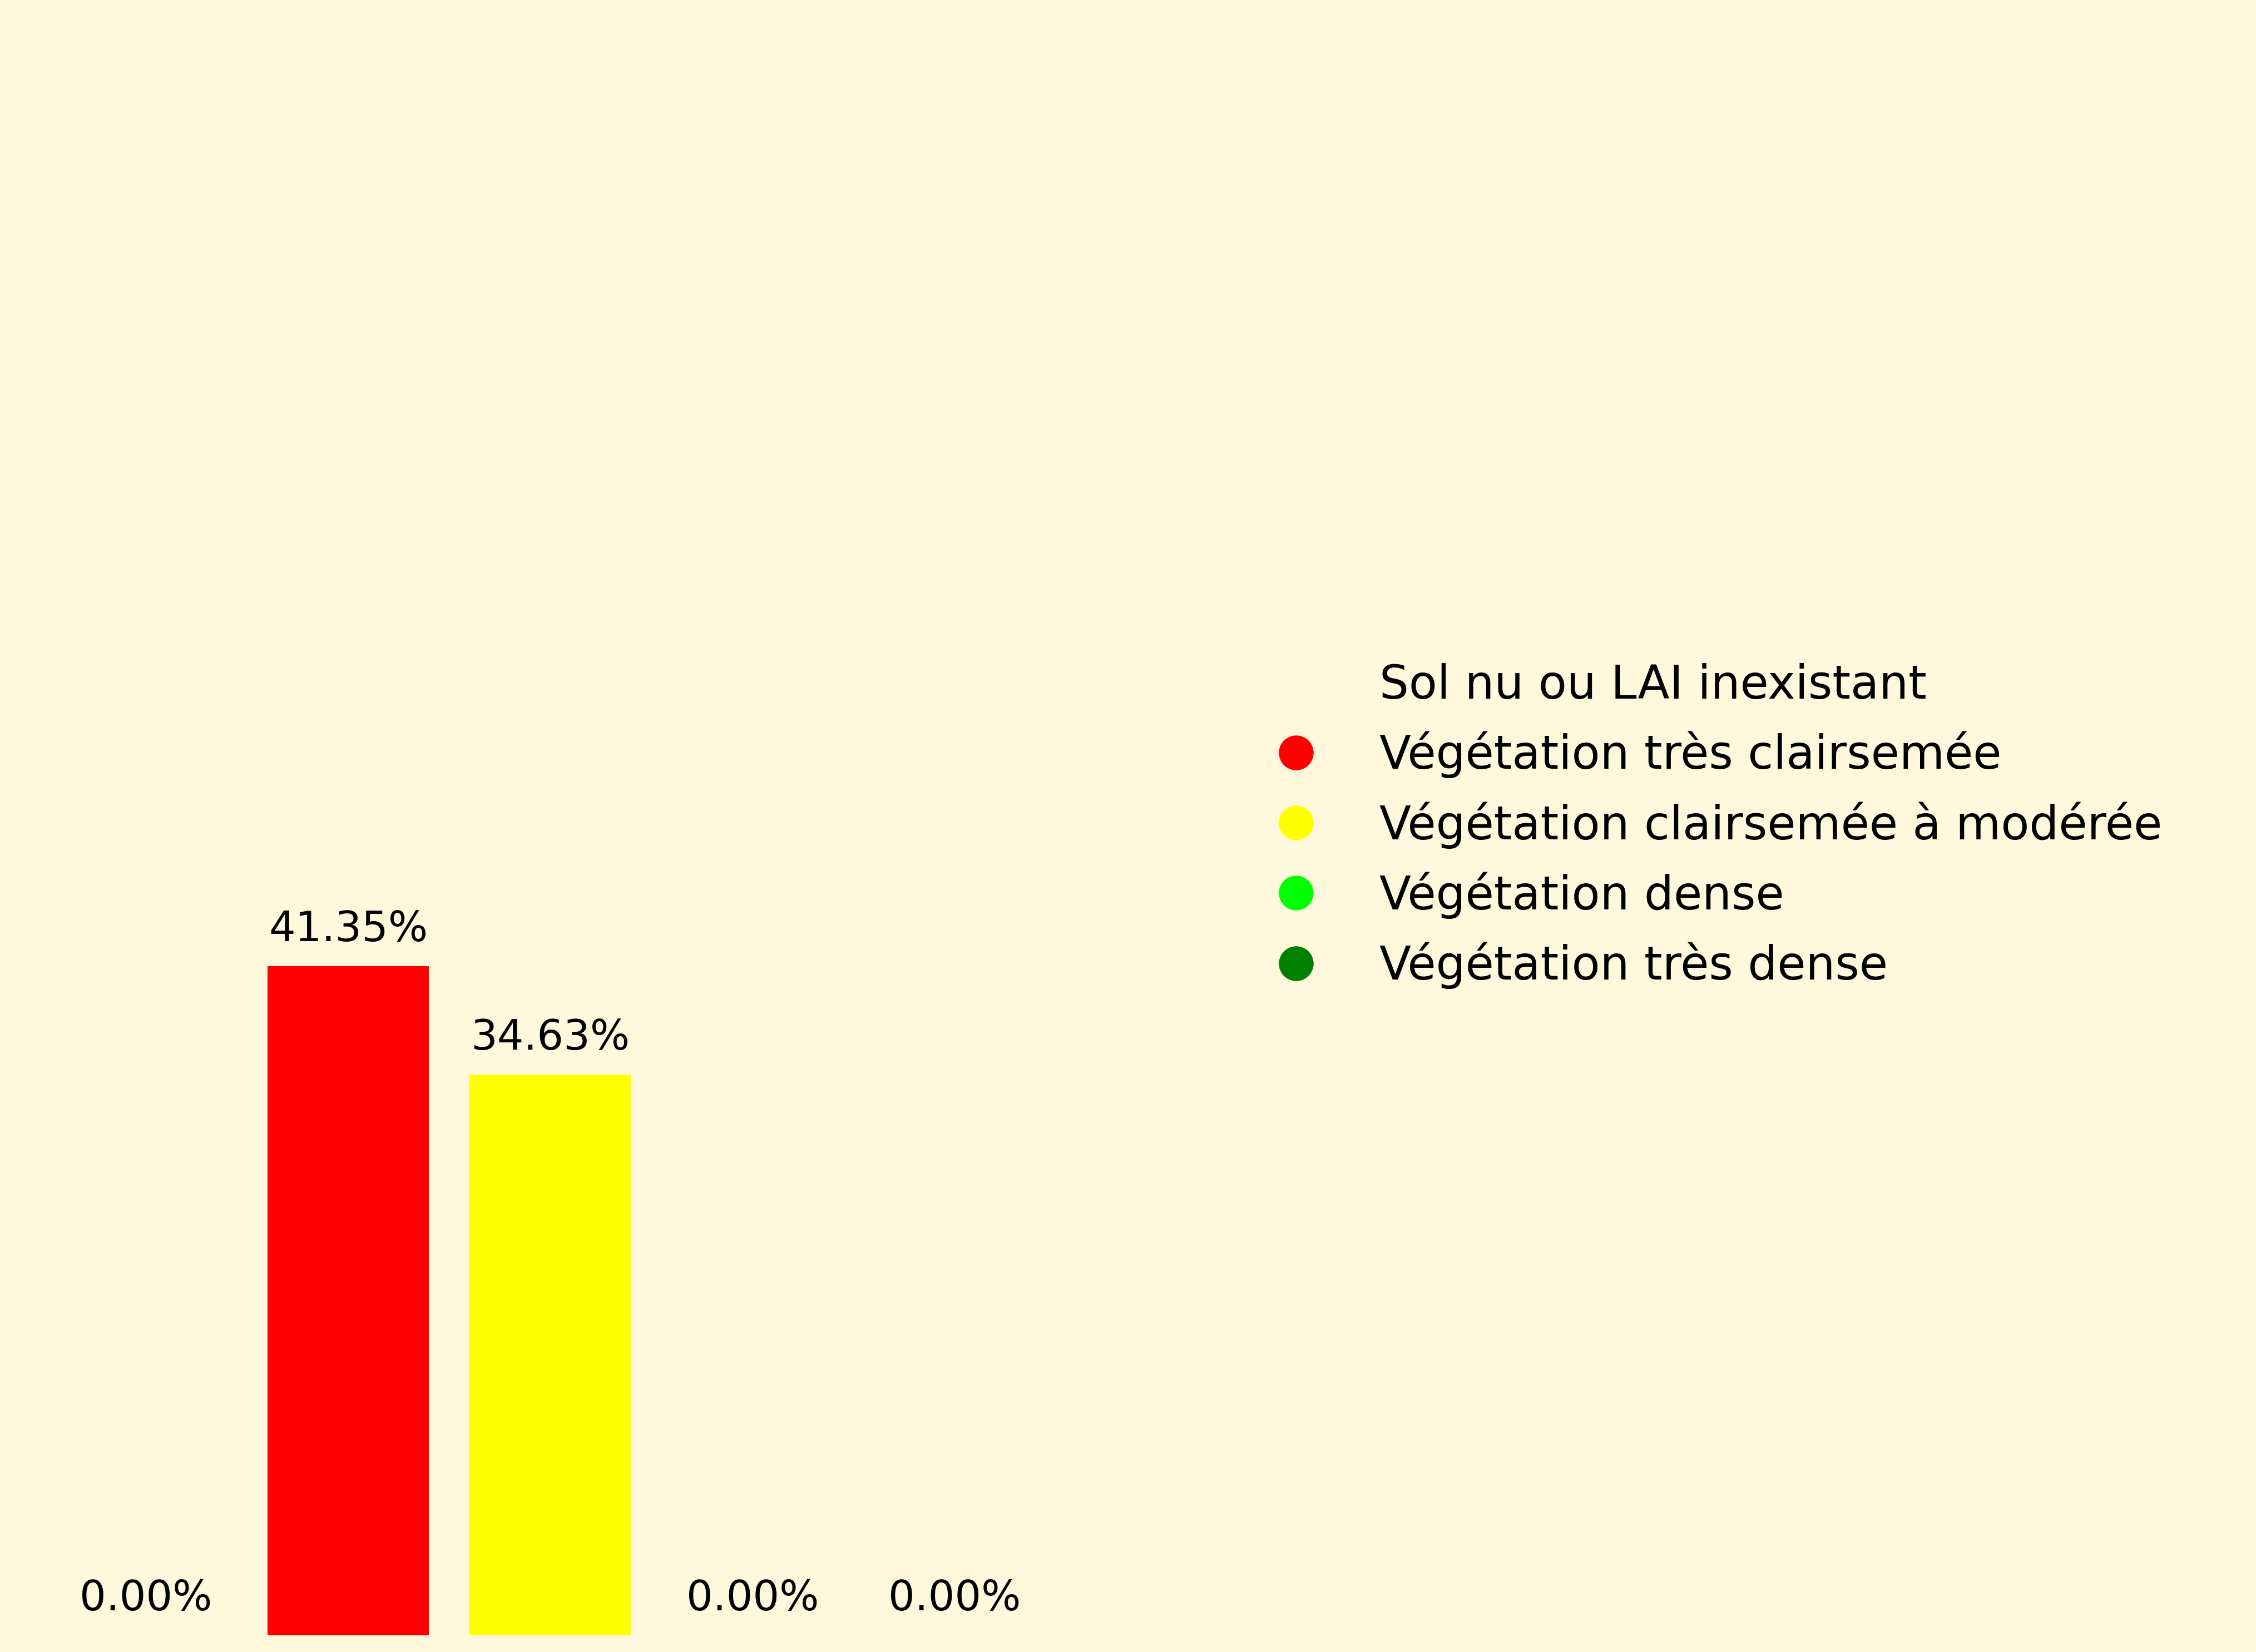 Sol nu ou LAI inexistant
Végétation très clairsemée
Végétation clairsemée à modérée
Végétation dense
Végétation très dense
41.35%
34.63%
0.00%
0.00%
0.00%